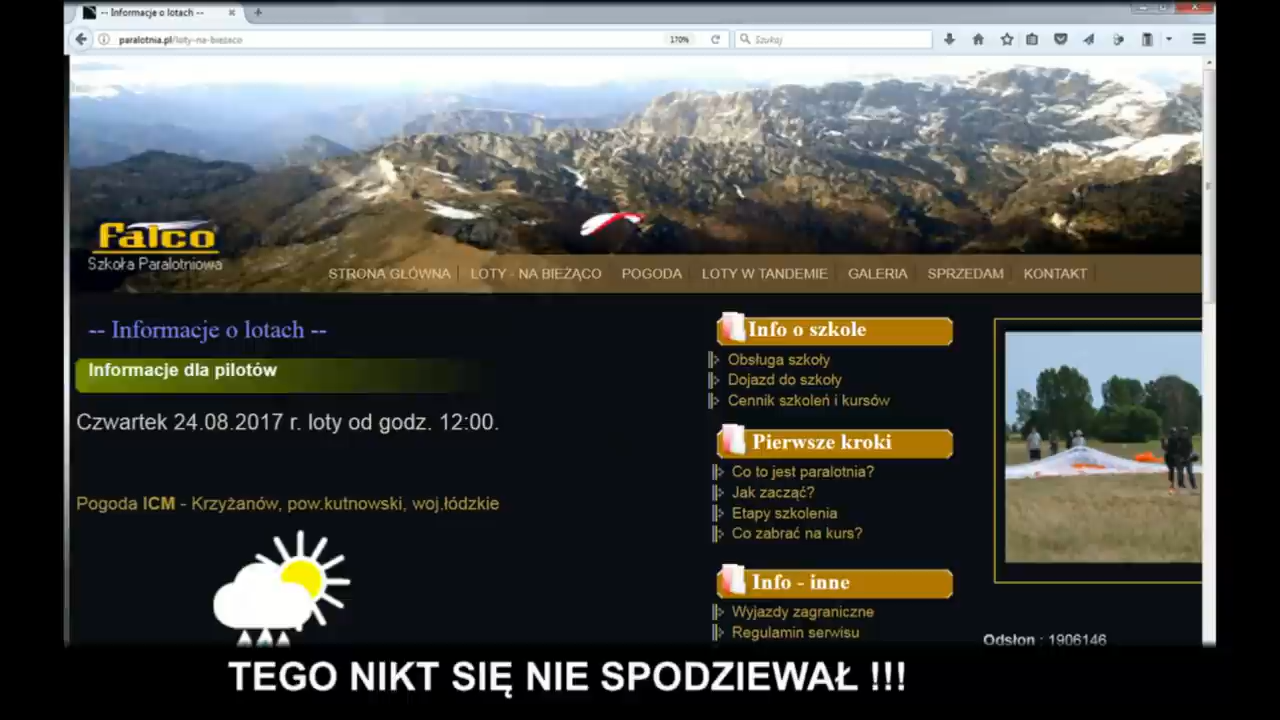 -- Informacje o lotach --
paralotnia.pl/loty-na-biezaco
170%
Szukaj
Falco
Szkoła Paralotniowa
STRONA GŁÓWNA
LOTY - NA BIEŻĄCO
POGODA
LOTY W TANDEMIE
GALERIA
SPRZEDAM
KONTAKT
-- Informacje o lotach --
Informacje dla pilotów
Czwartek 24.08.2017 r. loty od godz. 12:00.
Pogoda ICM - Krzyżanów, pow.kutnowski, woj.łódzkie
Info o szkole
Obsługa szkoły
Dojazd do szkoły
Cennik szkoleń i kursów
Pierwsze kroki
Co to jest paralotnia?
Jak zacząć?
Etapy szkolenia
Co zabrać na kurs?
Info - inne
Wyjazdy zagraniczne
Regulamin serwisu
Odsłon : 1906146
TEGO NIKT SIĘ NIE SPODZIEWAŁ !!!